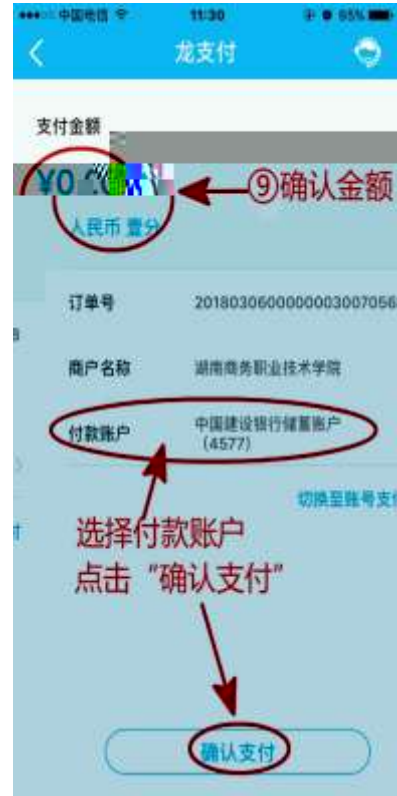 中国电信 11:30 65%
龙支付
支付金额
¥0
⑨确认金额
人民币 壹分
订单号 20180306000000003007056
商户名称 湖南商务职业技术学院
付款账户 中国建设银行储蓄账户
(4577)
切换至账号支付
选择付款账户
点击“确认支付”
确认支付